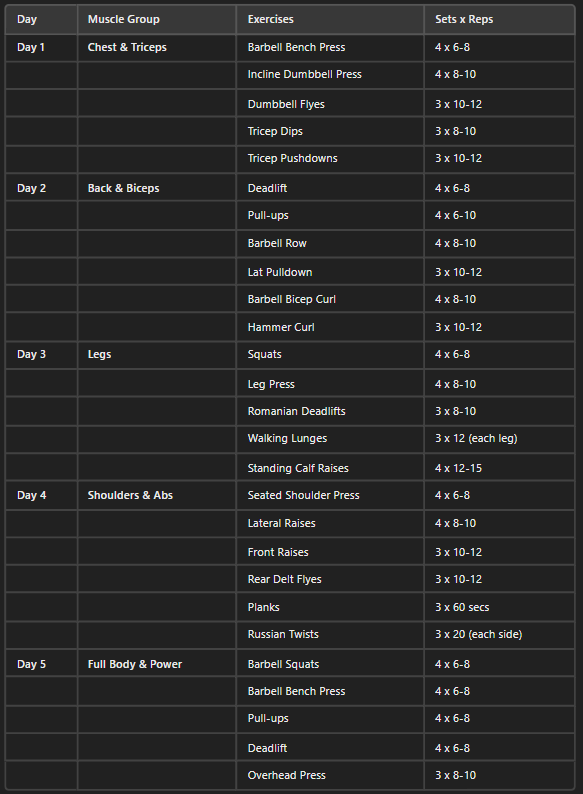 Day Muscle Group Exercises Sets x Reps
Day 1 Chest & Triceps Barbell Bench Press 4 x 6-8
Incline Dumbbell Press 4 x 8-10
Dumbbell Flyes 3 x 10-12
Tricep Dips 3 x 8-10
Tricep Pushdowns 3 x 10-12
Day 2 Back & Biceps Deadlift 4 x 6-8
Pull-ups 4 x 6-10
Barbell Row 4 x 8-10
Lat Pulldown 3 x 10-12
Barbell Bicep Curl 4 x 8-10
Hammer Curl 3 x 10-12
Day 3 Legs Squats 4 x 6-8
Leg Press 4 x 8-10
Romanian Deadlifts 3 x 8-10
Walking Lunges 3 x 12 (each leg)
Standing Calf Raises 4 x 12-15
Day 4 Shoulders & Abs Seated Shoulder Press 4 x 6-8
Lateral Raises 4 x 8-10
Front Raises 3 x 10-12
Rear Delt Flyes 3 x 10-12
Planks 3 x 60 secs
Russian Twists 3 x 20 (each side)
Day 5 Full Body & Power Barbell Squats 4 x 6-8
Barbell Bench Press 4 x 6-8
Pull-ups 4 x 6-8
Deadlift 4 x 6-8
Overhead Press 3 x 8-10